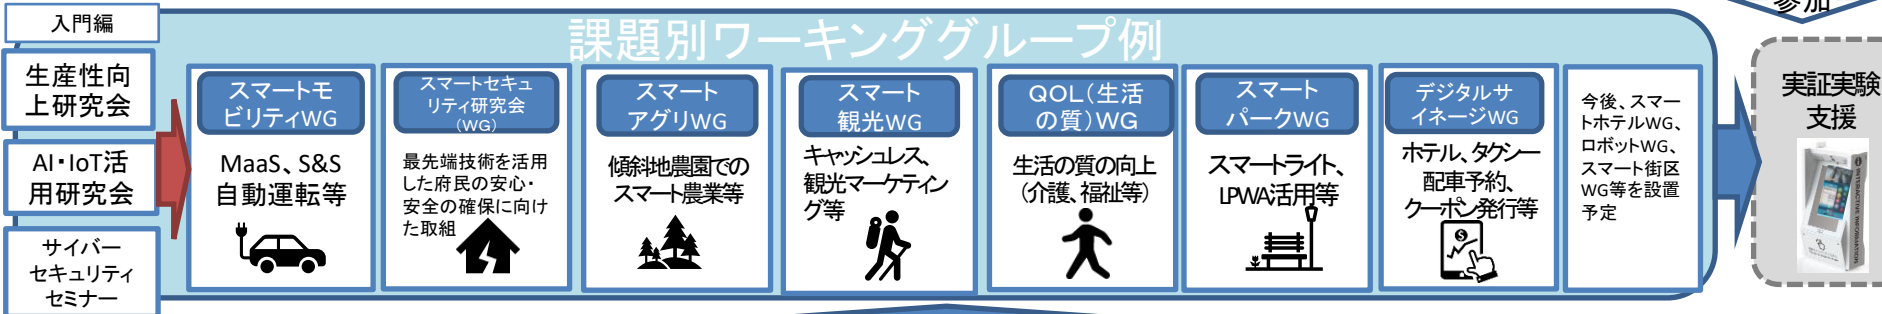 参加
入門編
生産性向
上研究会
AI・IoT活
用研究会
サイバー
セキュリティ
セミナー
課題別ワーキンググループ例
スマートモ
ビリティWG
MaaS、S&S
自動運転等
スマートセキュ
リティ研究会
(WG)
最先端技術を活用
した府民の安心・
安全の確保に向け
た取組
スマート
アグリWG
傾斜地農園での
スマート農業等
スマート
観光WG
キャッシュレス、
観光マーケティン
グ等
QOL(生活
の質)WG
生活の質の向上
(介護、福祉等)
スマート
パークWG
スマートライト、
LPWA活用等
デジタルサ
イネージWG
ホテル、タクシー
配車予約、
クーポン発行等
今後、スマー
トホテルWG、
ロボットWG、
スマート街区
WG等を設置
予定
実証実験
支援
INTERACTIVE INFORMATION